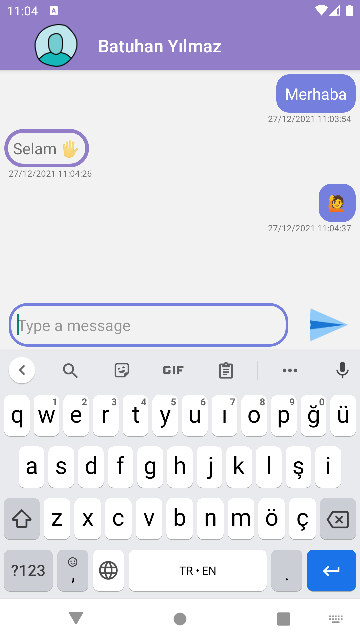 11:04 A
Batuhan Yılmaz
Merhaba
27/12/2021 11:03:54
Selam 🖐
27/12/2021 11:04:26
🙋
27/12/2021 11:04:37
Type a message
GIF
1 2 3 4 5 6 7 8 9 0
q w e r t y u ı o p ğ ü
a s d f g h j k l ş i
z x c v b n m ö ç
?123 , TR • EN .